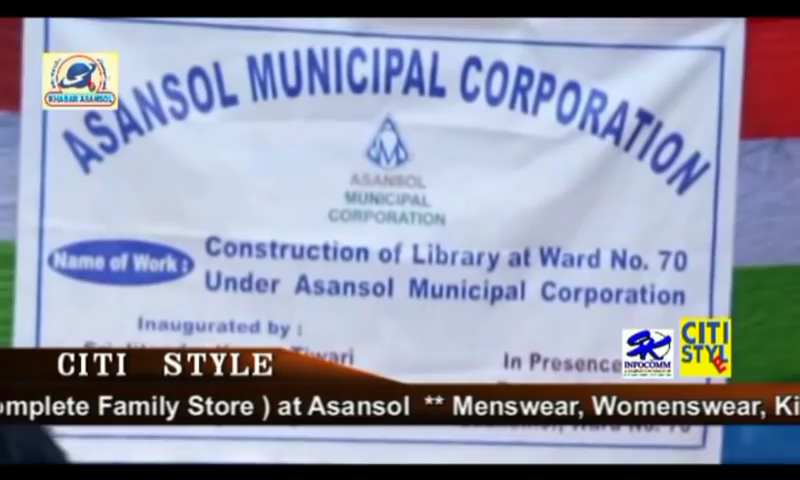 ASANSOL MUNICIPAL CORPORATION
KHABAR ASANSOL
ASANSOL
MUNICIPAL
CORPORATION
Name of Work :
Construction of Library at Ward No. 70
Under Asansol Municipal Corporation
Inaugurated by :
Tiwari
In Presence
CITI STYLE
SK
INFOCOMM
CITI
STYLE
omplete Family Store ) at Asansol ** Menswear, Womenswear, Ki
Ward No. 70